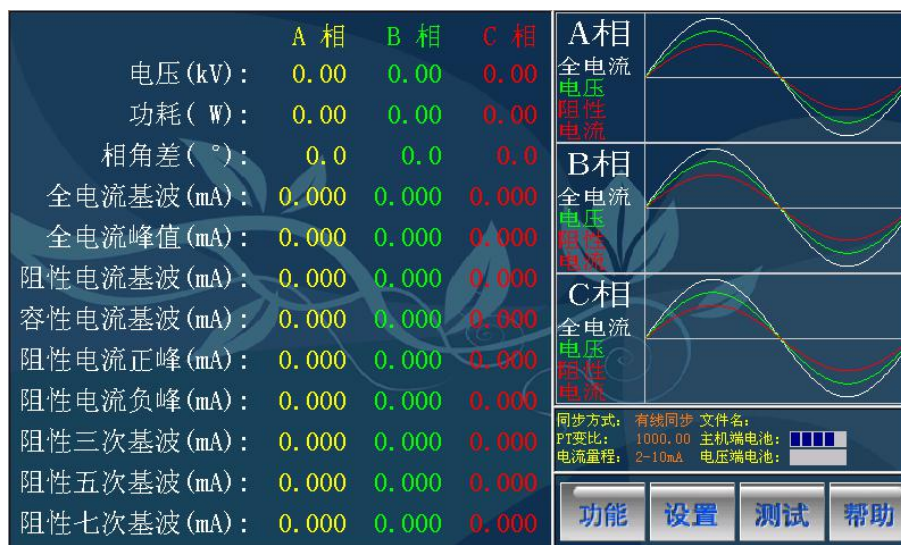 A 相 B 相 C 相
电压(kV): 0.00 0.00 0.00
功耗( W): 0.00 0.00 0.00
相角差( °): 0.0 0.0 0.0
全电流基波(mA): 0.000 0.000 0.000
全电流峰值(mA): 0.000 0.000 0.000
阻性电流基波(mA): 0.000 0.000 0.000
容性电流基波(mA): 0.000 0.000 0.000
阻性电流正峰(mA): 0.000 0.000 0.000
阻性电流负峰(mA): 0.000 0.000 0.000
阻性三次基波(mA): 0.000 0.000 0.000
阻性五次基波(mA): 0.000 0.000 0.000
阻性七次基波(mA): 0.000 0.000 0.000
A相
全电流
电压
阻性
电流
B相
全电流
电压
阻性
电流
C相
全电流
电压
阻性
电流
同步方式: 有线同步 文件名:
PT变比: 1000.00 主机端电池:
电流量程: 2-10mA 电压端电池:
功能 设置 测试 帮助